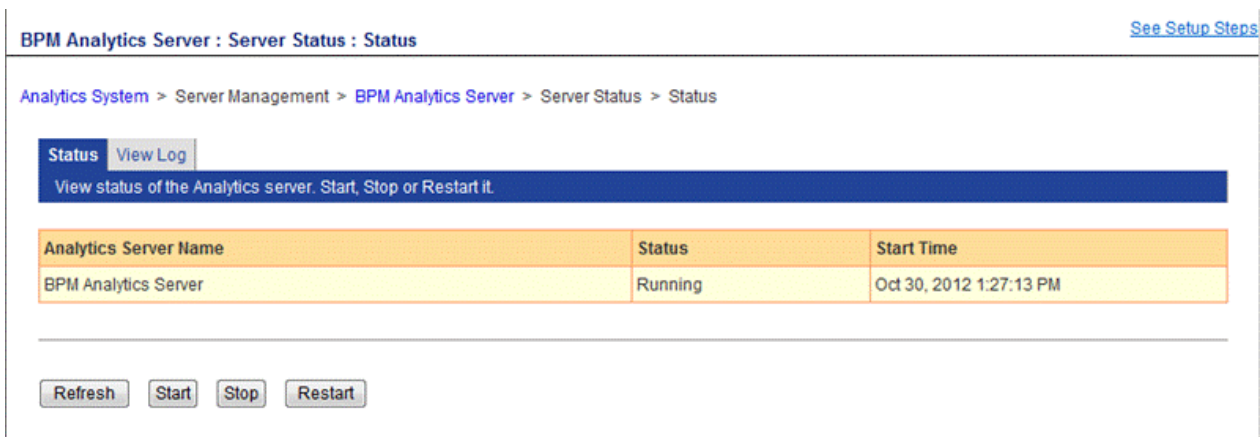 BPM Analytics Server : Server Status : Status
See Setup Steps
Analytics System > Server Management > BPM Analytics Server > Server Status > Status
Status View Log
View status of the Analytics server. Start, Stop or Restart it.
Analytics Server Name Status Start Time
BPM Analytics Server Running Oct 30, 2012 1:27:13 PM
Refresh Start Stop Restart